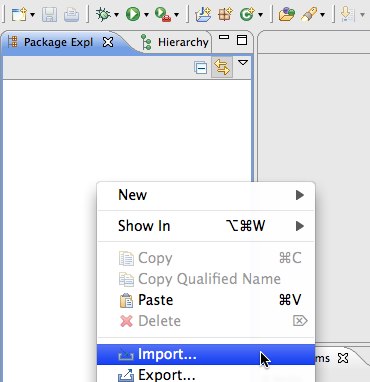 Package Expl Hierarchy
New
Show In ⌥⌘W
Copy ⌘C
Copy Qualified Name
Paste ⌘V
Delete ⌦
Import...
Export...
ms